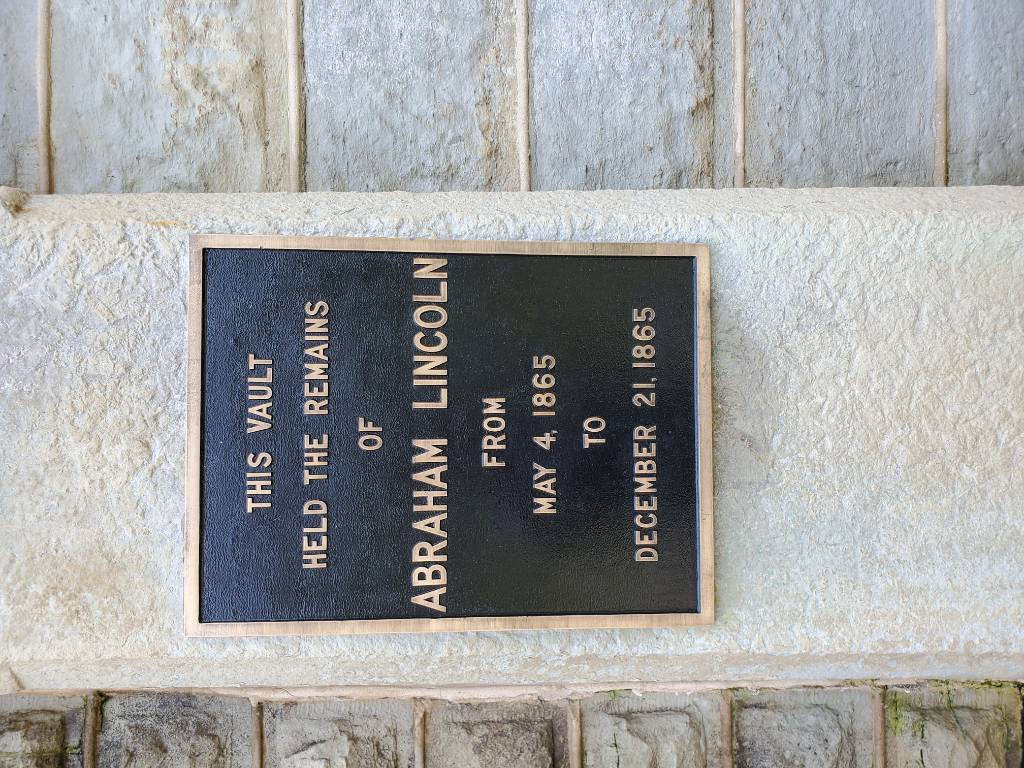 THIS VAULT
HELD THE REMAINS
OF
ABRAHAM LINCOLN
FROM
MAY 4, 1865
TO
DECEMBER 21, 1865